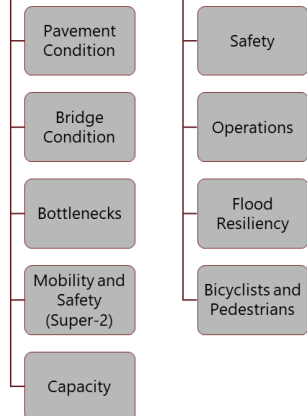 Pavement
Condition
Bridge
Condition
Bottlenecks
Mobility and
Safety
(Super-2)
Capacity
Safety
Operations
Flood
Resiliency
Bicyclists and
Pedestrians